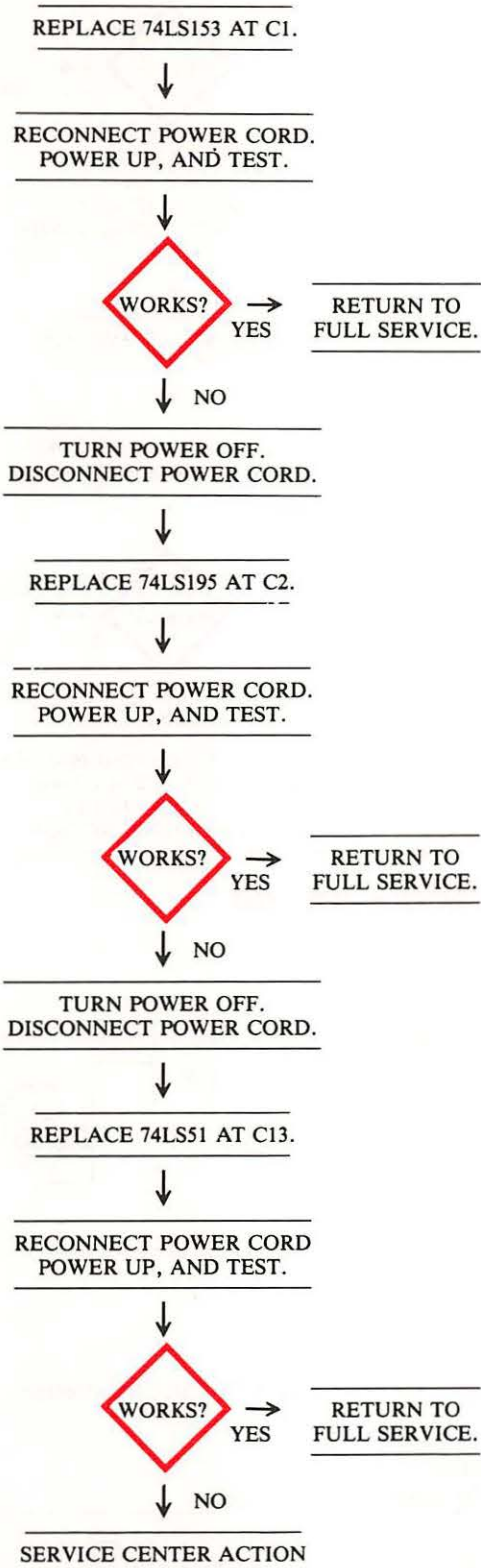 REPLACE 74LS153 AT C1.
RECONNECT POWER CORD.
POWER UP, AND TEST.
WORKS?
YES
RETURN TO
FULL SERVICE.
NO
TURN POWER OFF.
DISCONNECT POWER CORD.
REPLACE 74LS195 AT C2.
RECONNECT POWER CORD.
POWER UP, AND TEST.
WORKS?
YES
RETURN TO
FULL SERVICE.
NO
TURN POWER OFF.
DISCONNECT POWER CORD.
REPLACE 74LS51 AT C13.
RECONNECT POWER CORD
POWER UP, AND TEST.
WORKS?
YES
RETURN TO
FULL SERVICE.
NO
SERVICE CENTER ACTION